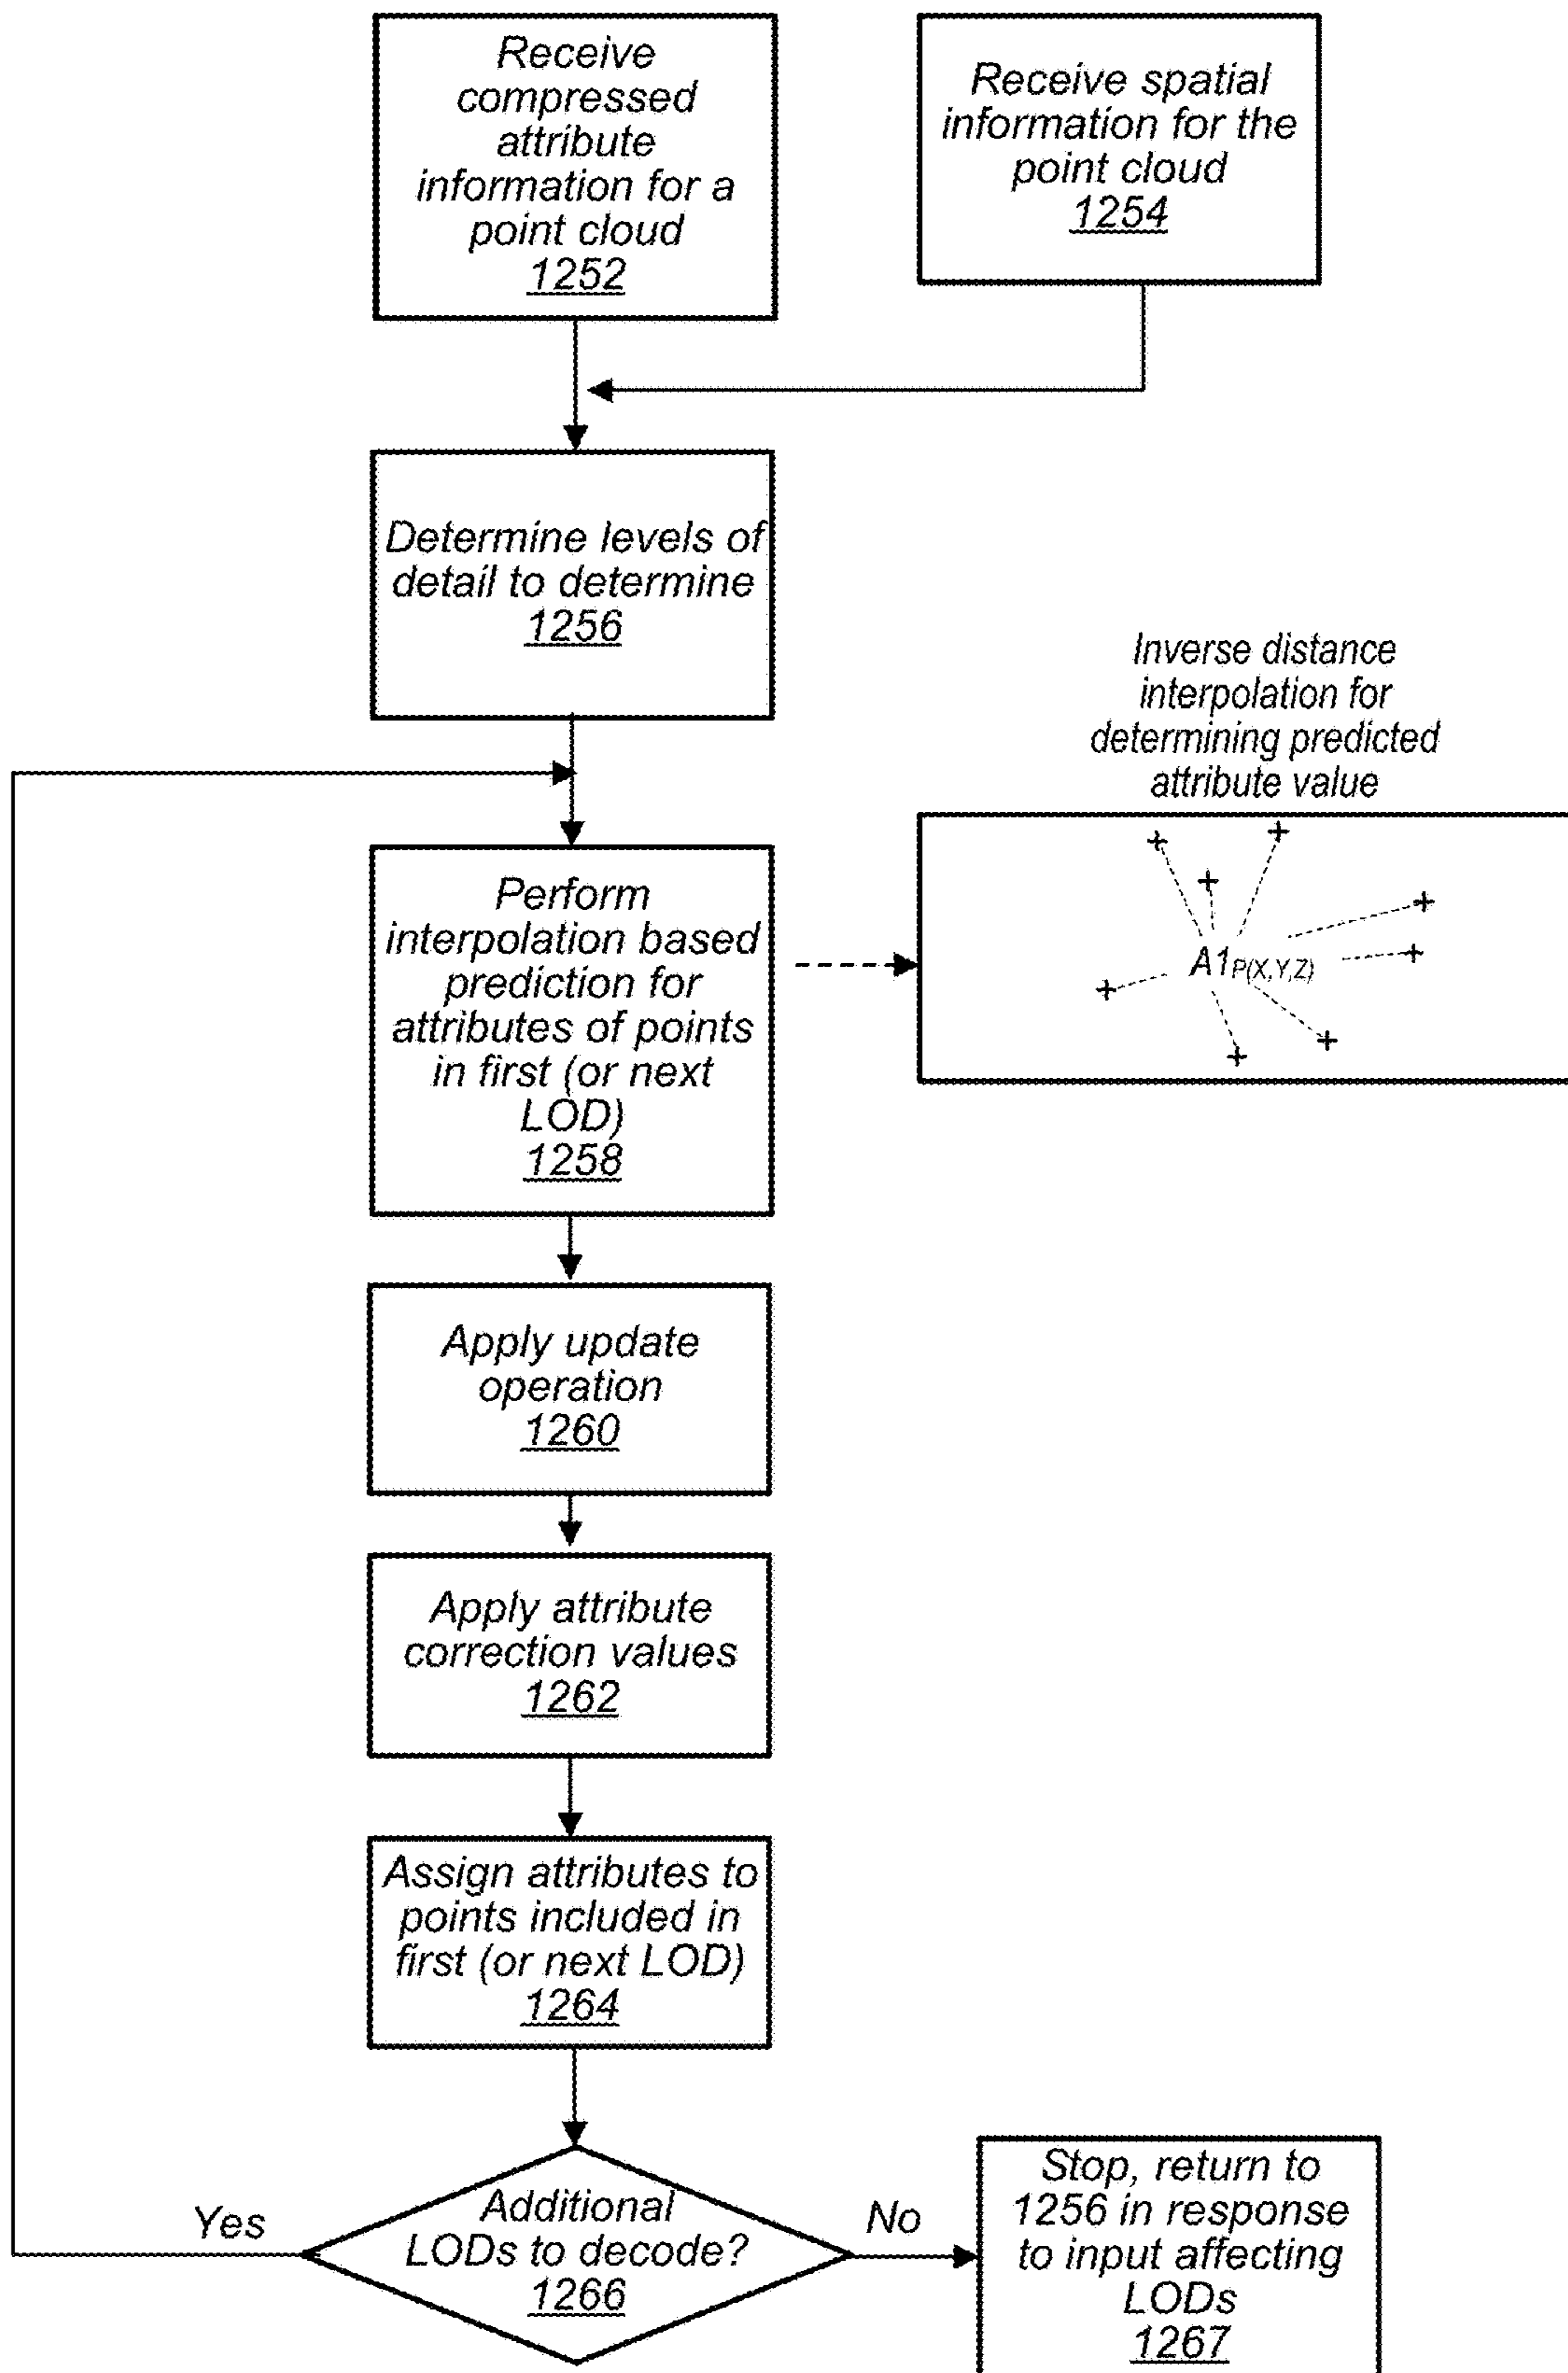 Receive
compressed
attribute
information for a
point cloud
1252
Receive spatial
information for the
point cloud
1254
Determine levels of
detail to determine
1256
Inverse distance
interpolation for
determining predicted
attribute value
Perform
interpolation based
prediction for
attributes of points
in first (or next
LOD)
1258
A1P(X,Y,Z)
Apply update
operation
1260
Apply attribute
correction values
1262
Assign attributes to
points included in
first (or next LOD)
1264
Yes
Additional
LODs to decode?
1266
No
Stop, return to
1256 in response
to input affecting
LODs
1267